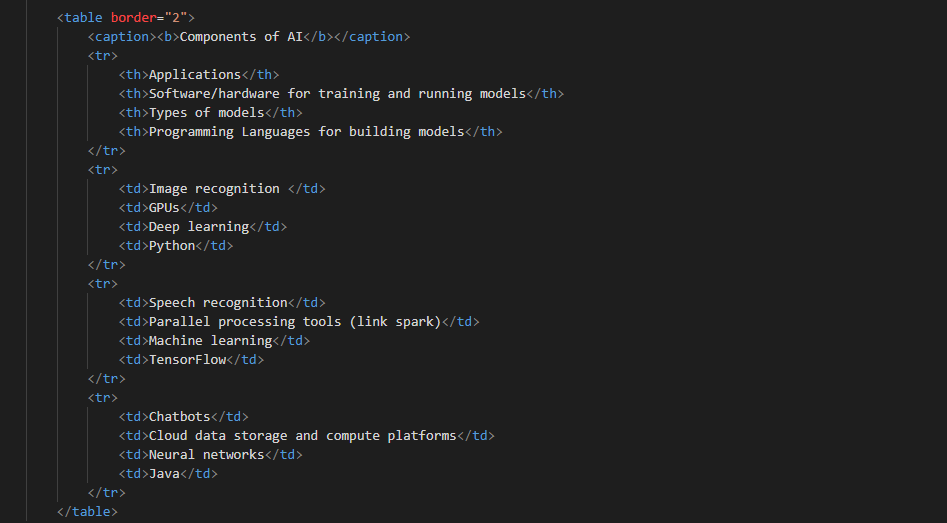 <table border="2">
<caption><b>Components of AI</b></caption>
<tr>
<th>Applications</th>
<th>Software/hardware for training and running models</th>
<th>Types of models</th>
<th>Programming Languages for building models</th>
</tr>
<tr>
<td>Image recognition </td>
<td>GPUs</td>
<td>Deep learning</td>
<td>Python</td>
</tr>
<tr>
<td>Speech recognition</td>
<td>Parallel processing tools (link spark)</td>
<td>Machine learning</td>
<td>TensorFlow</td>
</tr>
<tr>
<td>Chatbots</td>
<td>Cloud data storage and compute platforms</td>
<td>Neural networks</td>
<td>Java</td>
</tr>
</table>